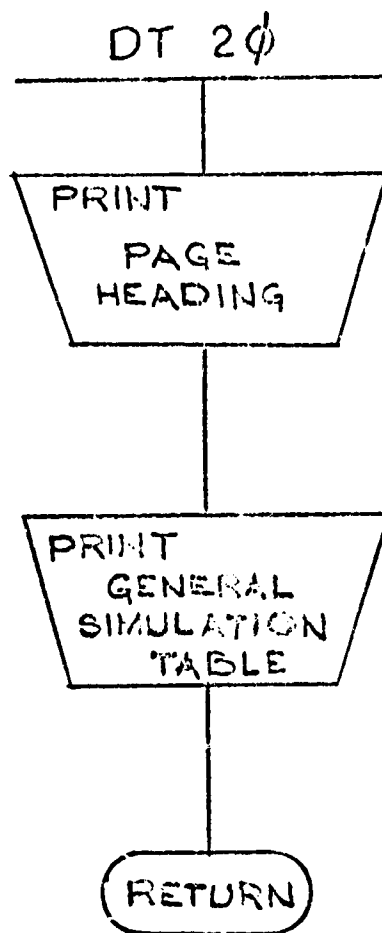 DT 2ϕ
PRINT
PAGE
HEADING
PRINT
GENERAL
SIMULATION
TABLE
RETURN